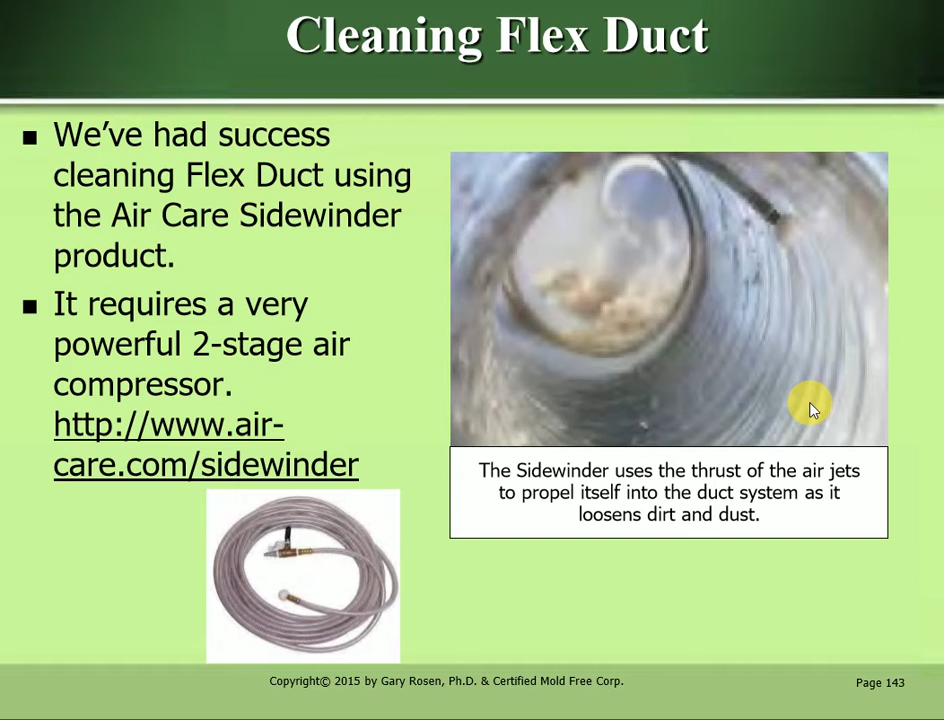 Cleaning Flex Duct
■ We’ve had success
cleaning Flex Duct using
the Air Care Sidewinder
product.
■ It requires a very
powerful 2-stage air
compressor.
http://www.air-
care.com/sidewinder
The Sidewinder uses the thrust of the air jets
to propel itself into the duct system as it
loosens dirt and dust.
Copyright© 2015 by Gary Rosen, Ph.D. & Certified Mold Free Corp.
Page 143